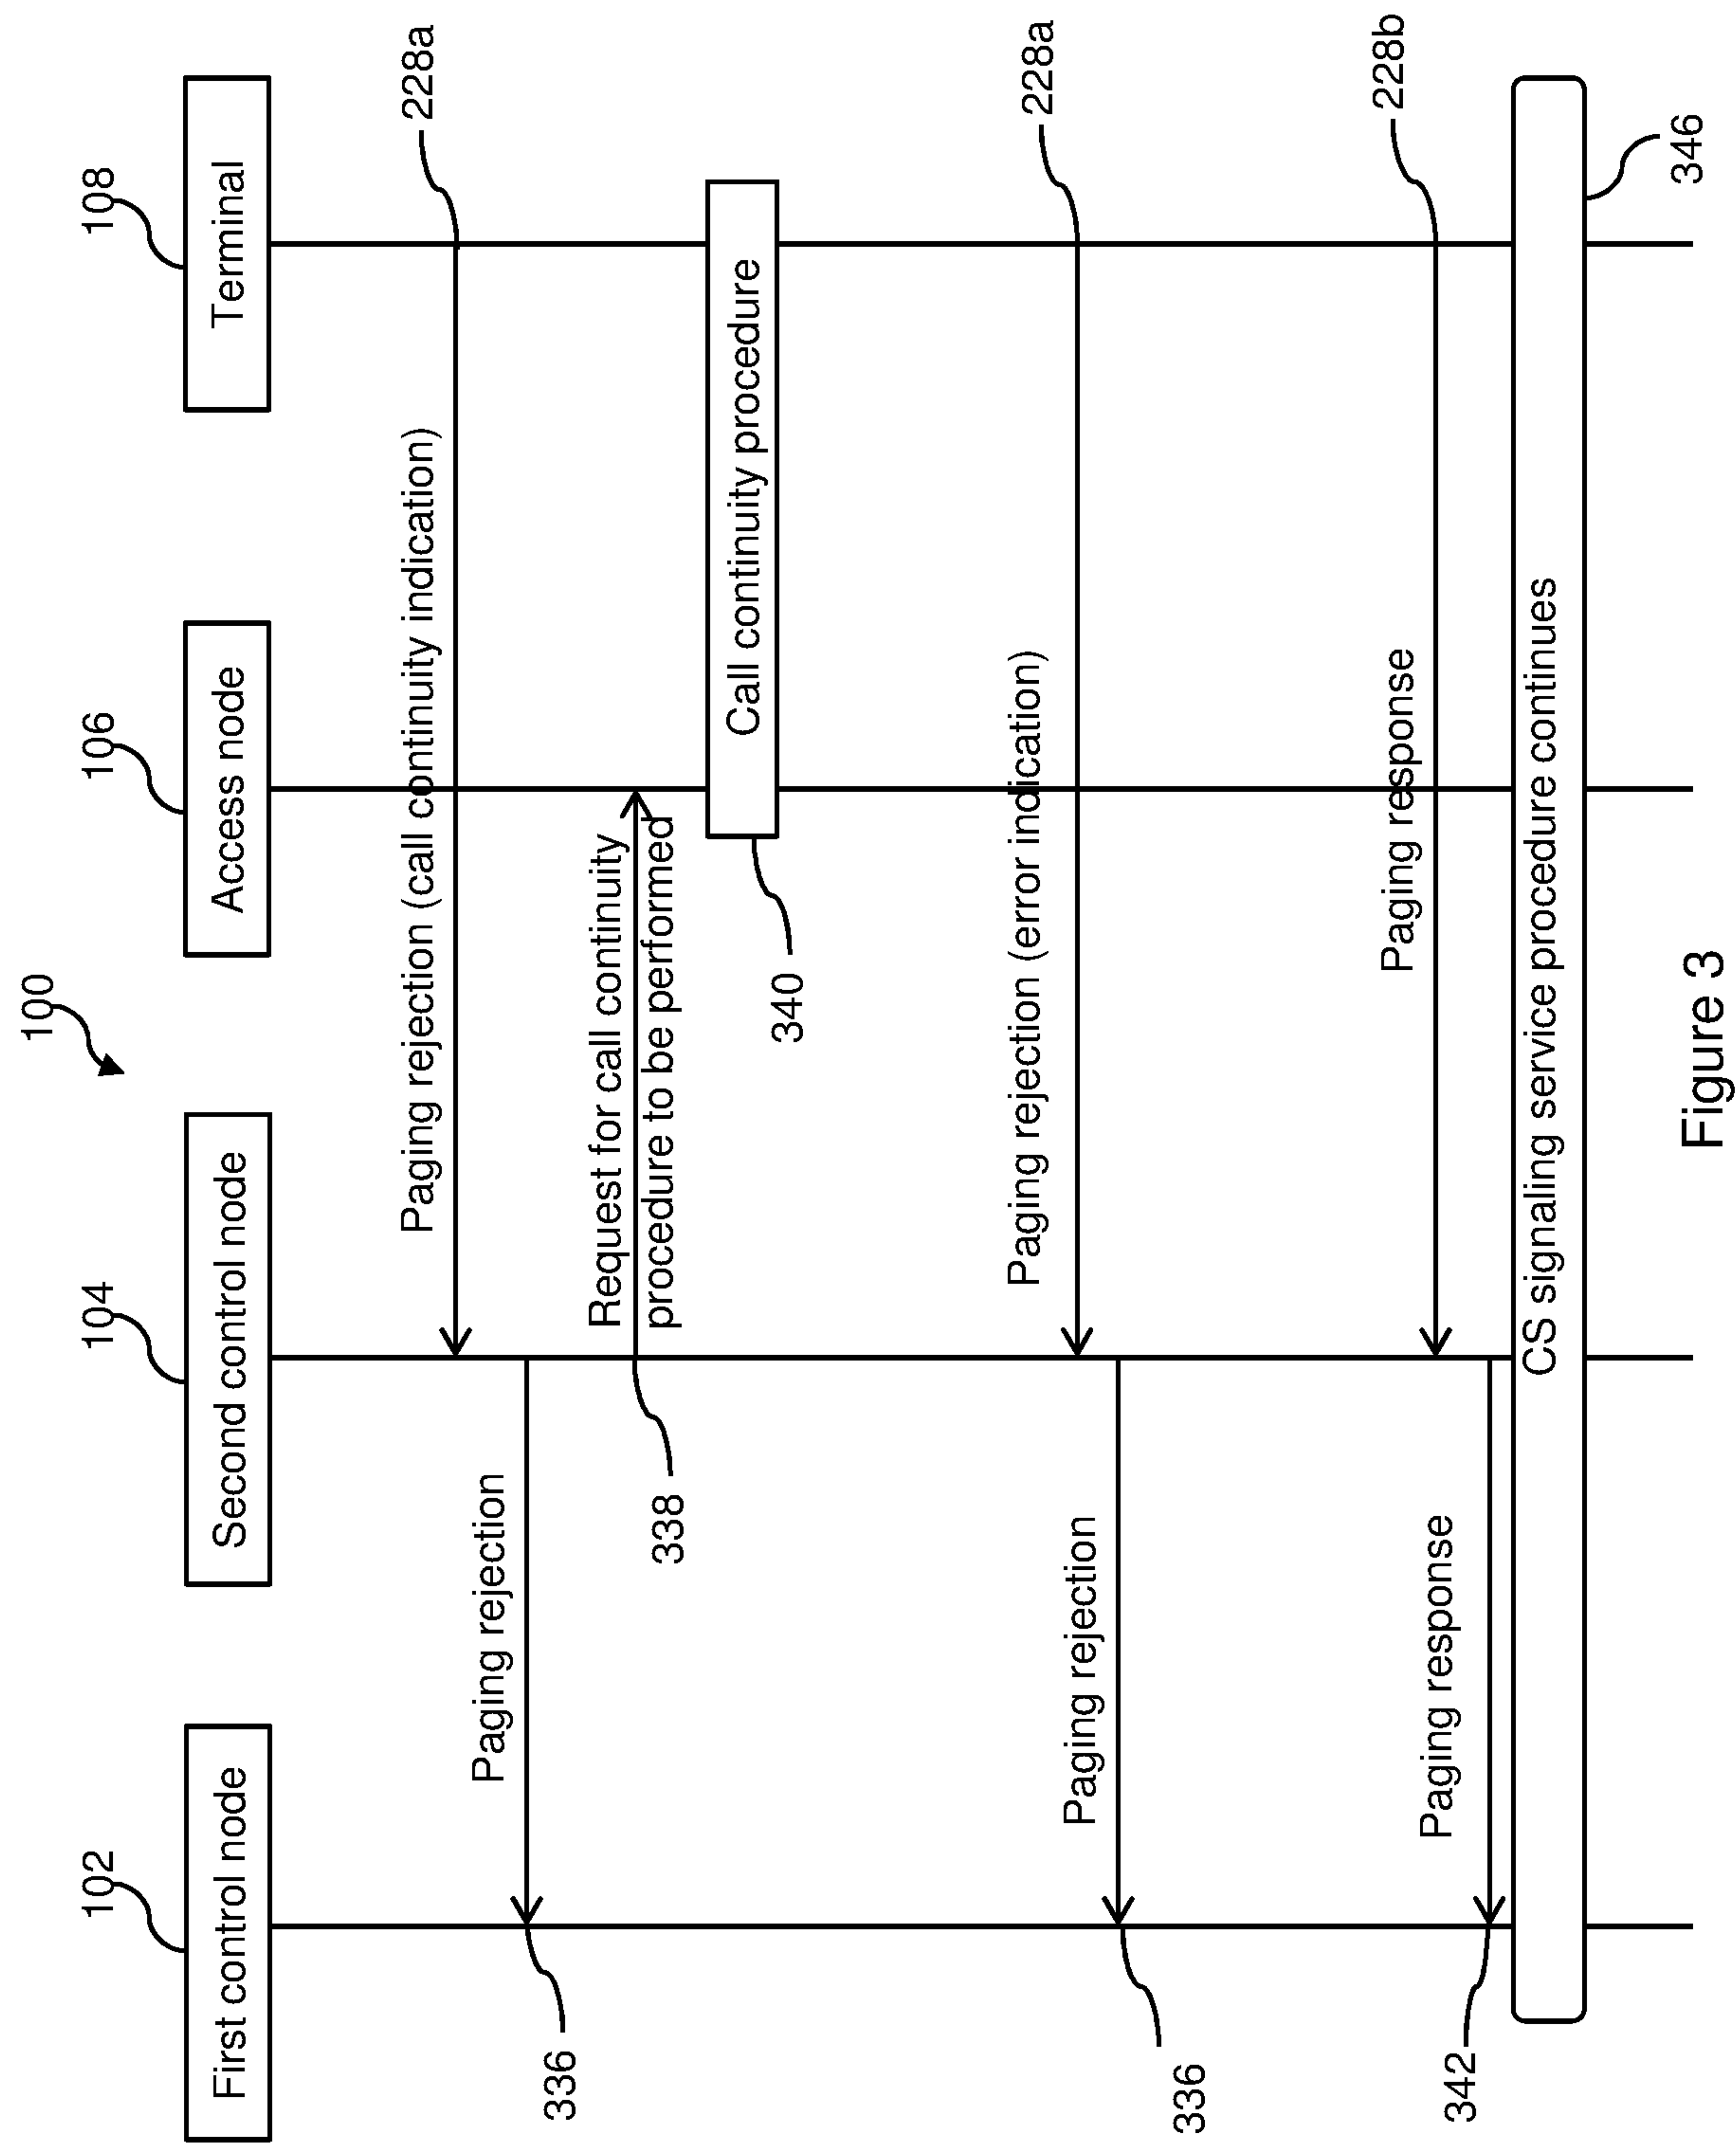 100
102
104
106
108
First control node
Second control node
Access node
Terminal
Paging rejection (call continuity indication)
228a
Paging rejection
336
Request for call continuity
procedure to be performed
338
Call continuity procedure
340
Paging rejection (error indication)
228a
Paging rejection
336
Paging response
228b
Paging response
342
CS signaling service procedure continues
346
Figure 3